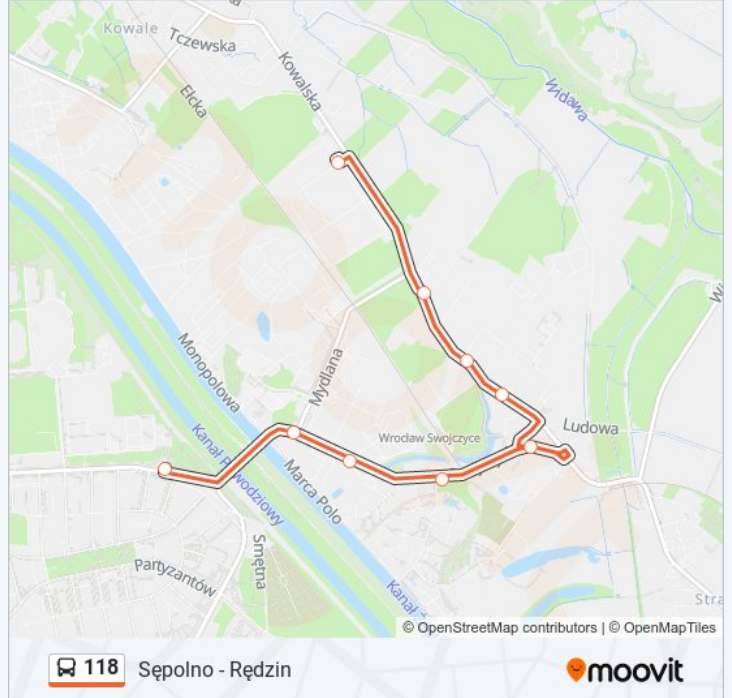 Kowale
Tczewska
Kowalska
Ełcka
Widawa
Monopolowa
Mydlana
Wrocław Swojczyce
Ludowa
Kanał Powodziowy
Marca Polo
Smętna
Partyzantów
Kanał
Stra
© OpenStreetMap contributors | © OpenMapTiles
118 Sępolno - Rędzin moovit